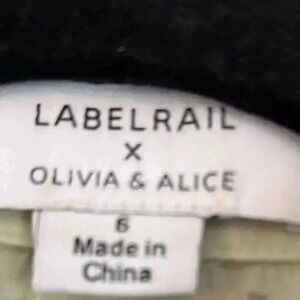 LABELRAIL
X
OLIVIA & ALICE
6
Made in
China